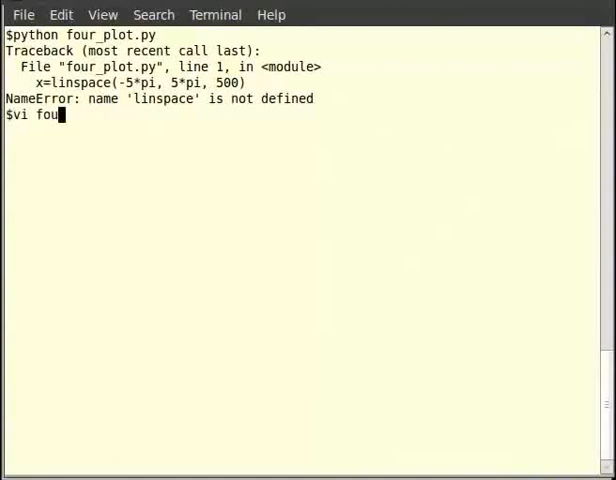 File Edit View Search Terminal Help
$python four_plot.py
Traceback (most recent call last):
  File "four_plot.py", line 1, in <module>
    x=linspace(-5*pi, 5*pi, 500)
NameError: name 'linspace' is not defined
$vi fou